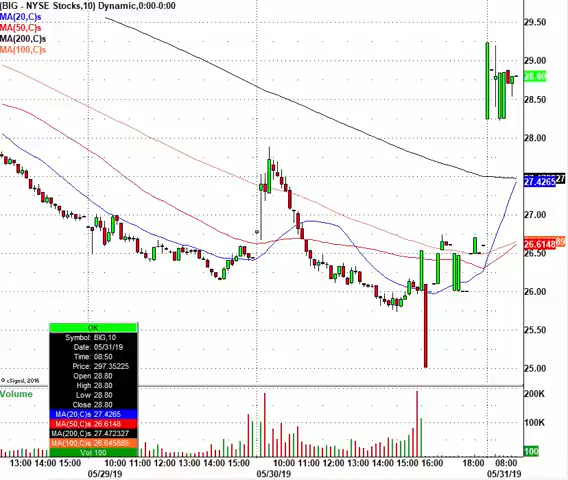 (BIG - NYSE Stocks,10) Dynamic,0:00-0:00
MA(20,C)s
MA(50,C)s
MA(200,C)s
MA(100,C)s
29.50
29.00
28.80
28.50
28.00
27.4265
27.00
26.6148
26.50
26.00
25.50
25.00
OK
Symbol: BIG,10
Date: 05/31/19
Time: 08:50
Price: 297.35225
Open 28.80
High 28.80
Low 28.80
Close 28.80
MA(20,C)s 27.4265
MA(50,C)s 26.6148
MA(200,C)s 27.472327
MA(100,C)s 26.645889
Vol 100
© eSignal, 2016
Volume
200K
100K
100
13:00 14:00 15:00 10:00 11:00 12:00 13:00 14:00 15:00 10:00 11:00 12:00 13:00 14:00 15:00 16:00 18:00 08:00
05/29/19 05/30/19 05/31/19